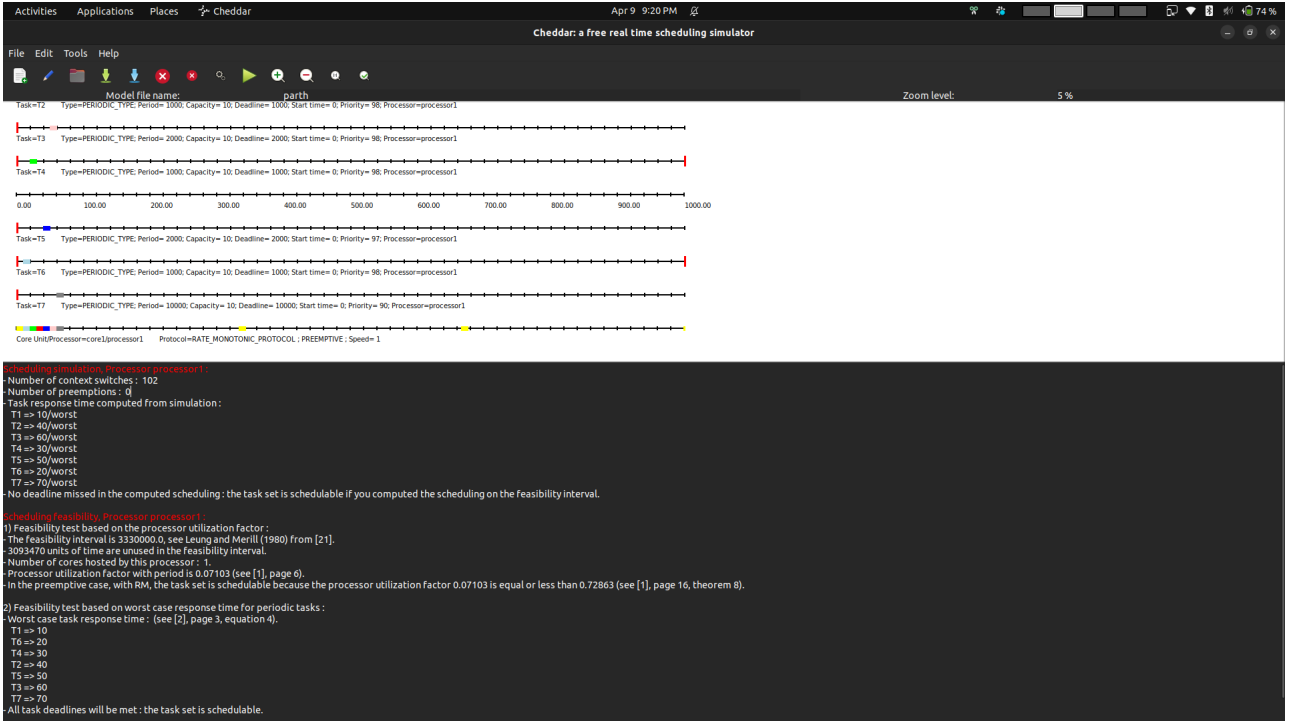 Activities Applications Places Cheddar Apr 9 9:20 PM 74 %
Cheddar: a free real time scheduling simulator
File Edit Tools Help
Model file name: parth Zoom level: 5 %
Task=T2 Type=PERIODIC_TYPE; Period= 1000; Capacity= 10; Deadline= 1000; Start time= 0; Priority= 98; Processor=processor1
Task=T3 Type=PERIODIC_TYPE; Period= 2000; Capacity= 10; Deadline= 2000; Start time= 0; Priority= 98; Processor=processor1
Task=T4 Type=PERIODIC_TYPE; Period= 1000; Capacity= 10; Deadline= 1000; Start time= 0; Priority= 98; Processor=processor1
0.00 100.00 200.00 300.00 400.00 500.00 600.00 700.00 800.00 900.00 1000.00
Task=T5 Type=PERIODIC_TYPE; Period= 2000; Capacity= 10; Deadline= 2000; Start time= 0; Priority= 97; Processor=processor1
Task=T6 Type=PERIODIC_TYPE; Period= 1000; Capacity= 10; Deadline= 1000; Start time= 0; Priority= 98; Processor=processor1
Task=T7 Type=PERIODIC_TYPE; Period= 10000; Capacity= 10; Deadline= 10000; Start time= 0; Priority= 90; Processor=processor1
Core Unit/Processor=core1/processor1 Protocol=RATE_MONOTONIC_PROTOCOL ; PREEMPTIVE ; Speed= 1
Scheduling simulation, Processor processor1 :
- Number of context switches : 102
- Number of preemptions : 0
- Task response time computed from simulation :
T1 => 10/worst
T2 => 40/worst
T3 => 60/worst
T4 => 30/worst
T5 => 50/worst
T6 => 20/worst
T7 => 70/worst
- No deadline missed in the computed scheduling : the task set is schedulable if you computed the scheduling on the feasibility interval.
Scheduling feasibility, Processor processor1 :
1) Feasibility test based on the processor utilization factor :
- The feasibility interval is 3330000.0, see Leung and Merill (1980) from [21].
- 3093470 units of time are unused in the feasibility interval.
- Number of cores hosted by this processor : 1.
- Processor utilization factor with period is 0.07103 (see [1], page 6).
- In the preemptive case, with RM, the task set is schedulable because the processor utilization factor 0.07103 is equal or less than 0.72863 (see [1], page 16, theorem 8).
2) Feasibility test based on worst case response time for periodic tasks :
- Worst case task response time : (see [2], page 3, equation 4).
T1 => 10
T6 => 20
T4 => 30
T2 => 40
T5 => 50
T3 => 60
T7 => 70
- All task deadlines will be met : the task set is schedulable.